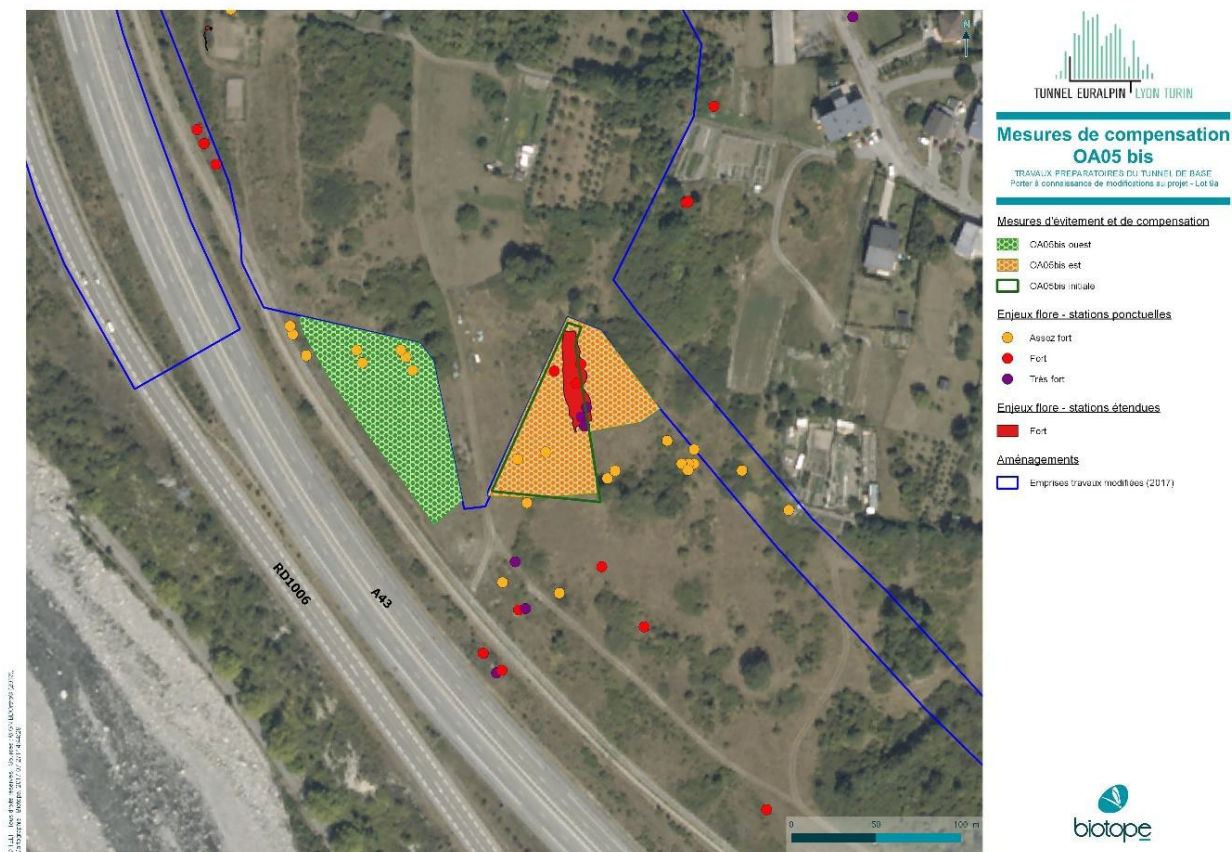 N
TUNNEL EURALPIN LYON TURIN
Mesures de compensation
OA05 bis
TRAVAUX PREPARATOIRES DU TUNNEL DE BASE
Porter à connaissance de modifications au projet - Lot 9a
Mesures d'évitement et de compensation
OA05bis ouest
OA05bis est
OA05bis initiale
Enjeux flore - stations ponctuelles
Assez fort
Fort
Très fort
Enjeux flore - stations étendues
Fort
Aménagements
Emprises travaux modifiées (2017)
RD1006
A43
0 50 100 m
biotope